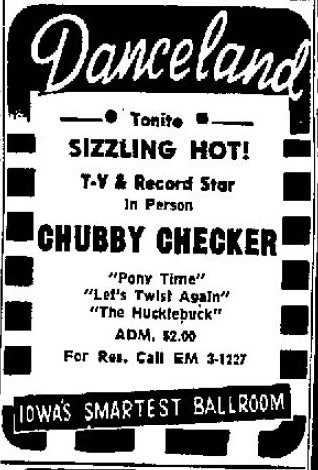 Danceland
Tonite
SIZZLING HOT!
T-V & Record Star
In Person
CHUBBY CHECKER
"Pony Time"
"Let's Twist Again"
"The Hucklebuck"
ADM. $2.00
For Res. Call EM 3-1227
IOWA'S SMARTEST BALLROOM